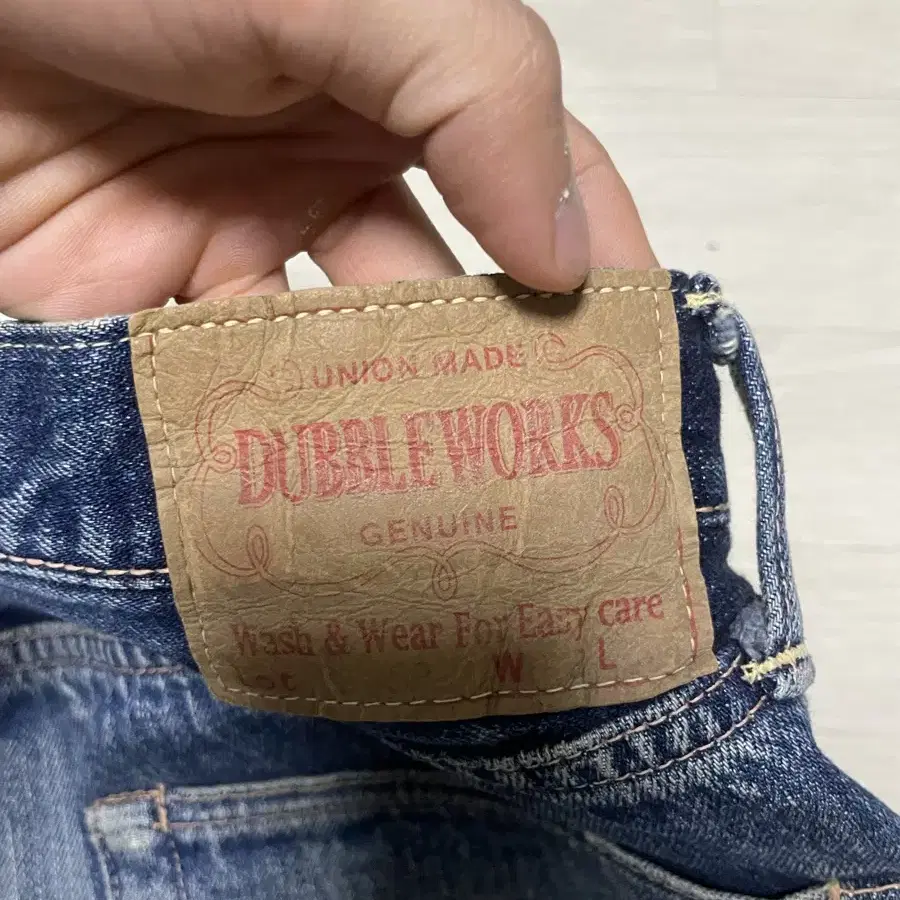 UNION MADE
DUBBLEWORKS
GENUINE
Wash & Wear For Easy care
Lot W L